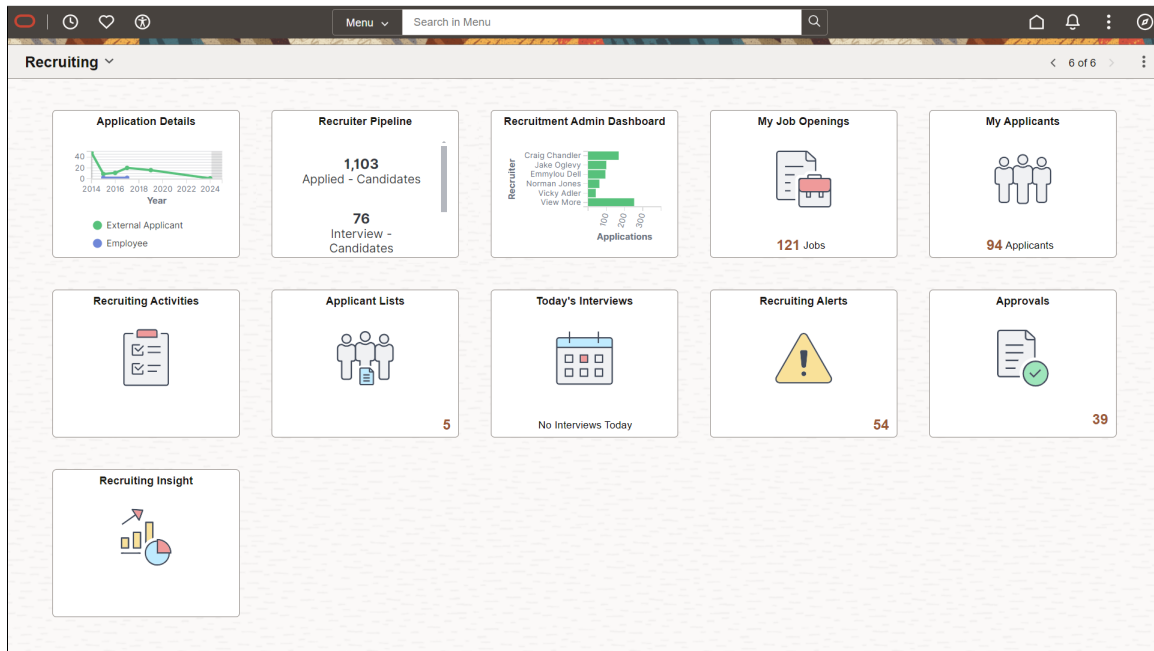 Menu
Search in Menu
Recruiting
6 of 6
Application Details
40
20
0
2014 2016 2018 2020 2022 2024
Year
External Applicant
Employee
Recruiter Pipeline
1,103
Applied - Candidates
76
Interview -
Candidates
Recruitment Admin Dashboard
Recruiter
Craig Chandler
Jake Oglevy
Emmylou Dell
Norman Jones
Vicky Adler
View More
100
200
300
Applications
My Job Openings
121 Jobs
My Applicants
94 Applicants
Recruiting Activities
Applicant Lists
5
Today's Interviews
No Interviews Today
Recruiting Alerts
54
Approvals
39
Recruiting Insight